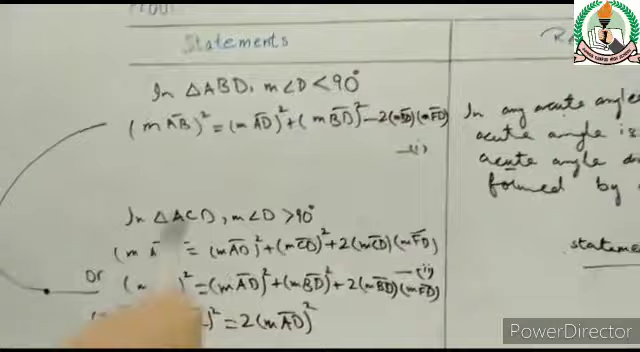 Statements
In △ABD, m∠D < 90°
(mAB)² = (mAD)² + (mBD)² − 2(mBD)(mFD)
—(i)
In △ACD, m∠D > 90°
(m = (mAD)² + (mCD)² + 2(mCD)(mFD)
—(ii)
Or (m )² = (mAD)² + (mBD)² + 2(mBD)(mFD)
)² = 2(mAD)²
In any acute angle
acute angle is
acute angle
formed by
statem
PowerDirector